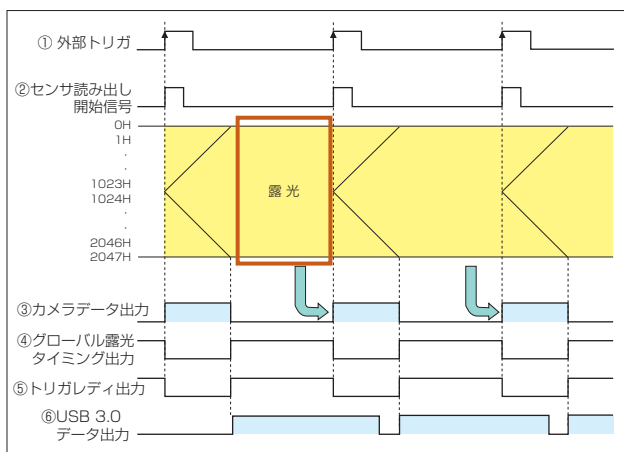 ① 外部トリガ
②センサ読み出し
開始信号
0H
1H
・
・
1023H
1024H
・
・
2046H
2047H
露 光
③カメラデータ出力
④グローバル露光
タイミング出力
⑤トリガレディ出力
⑥USB 3.0
データ出力